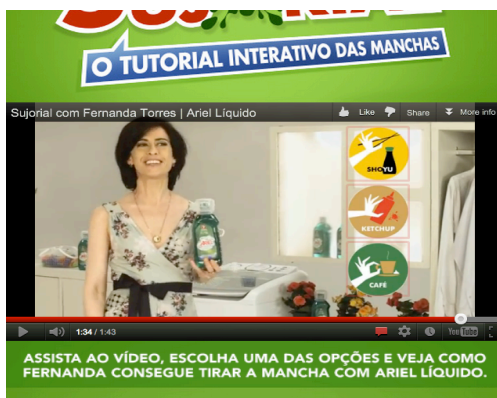 O TUTORIAL INTERATIVO DAS MANCHAS
Sujorial com Fernanda Torres | Ariel Líquido
Like
Share
More info
SHOYU
KETCHUP
CAFÉ
1:34 / 1:43
YouTube
ASSISTA AO VÍDEO, ESCOLHA UMA DAS OPÇÕES E VEJA COMO
FERNANDA CONSEGUE TIRAR A MANCHA COM ARIEL LÍQUIDO.